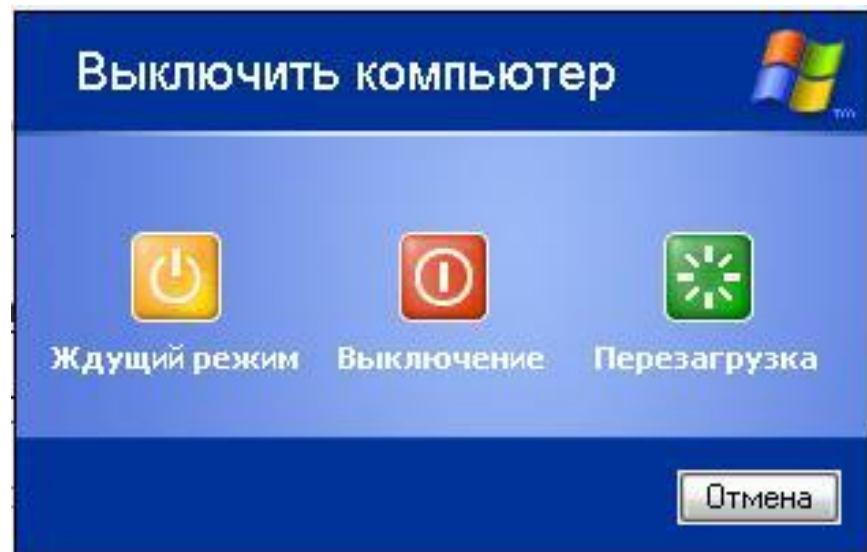 Выключить компьютер
Ждущий режим Выключение Перезагрузка
Отмена